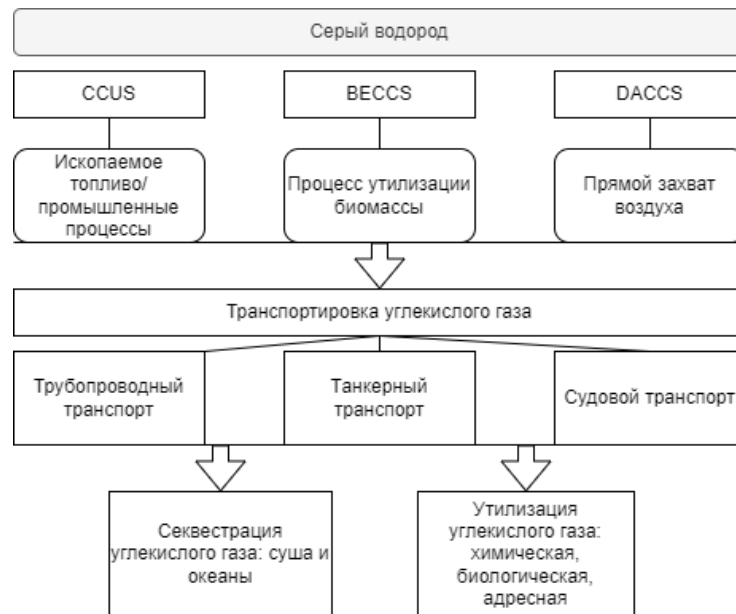 Серый водород
CCUS
BECCS
DACCS
Ископаемое
топливо/
промышленные
процессы
Процесс утилизации
биомассы
Прямой захват
воздуха
Транспортировка углекислого газа
Трубопроводный
транспорт
Танкерный
транспорт
Судовой транспорт
Секвестрация
углекислого газа: суша и
океаны
Утилизация
углекислого газа:
химическая,
биологическая,
адресная